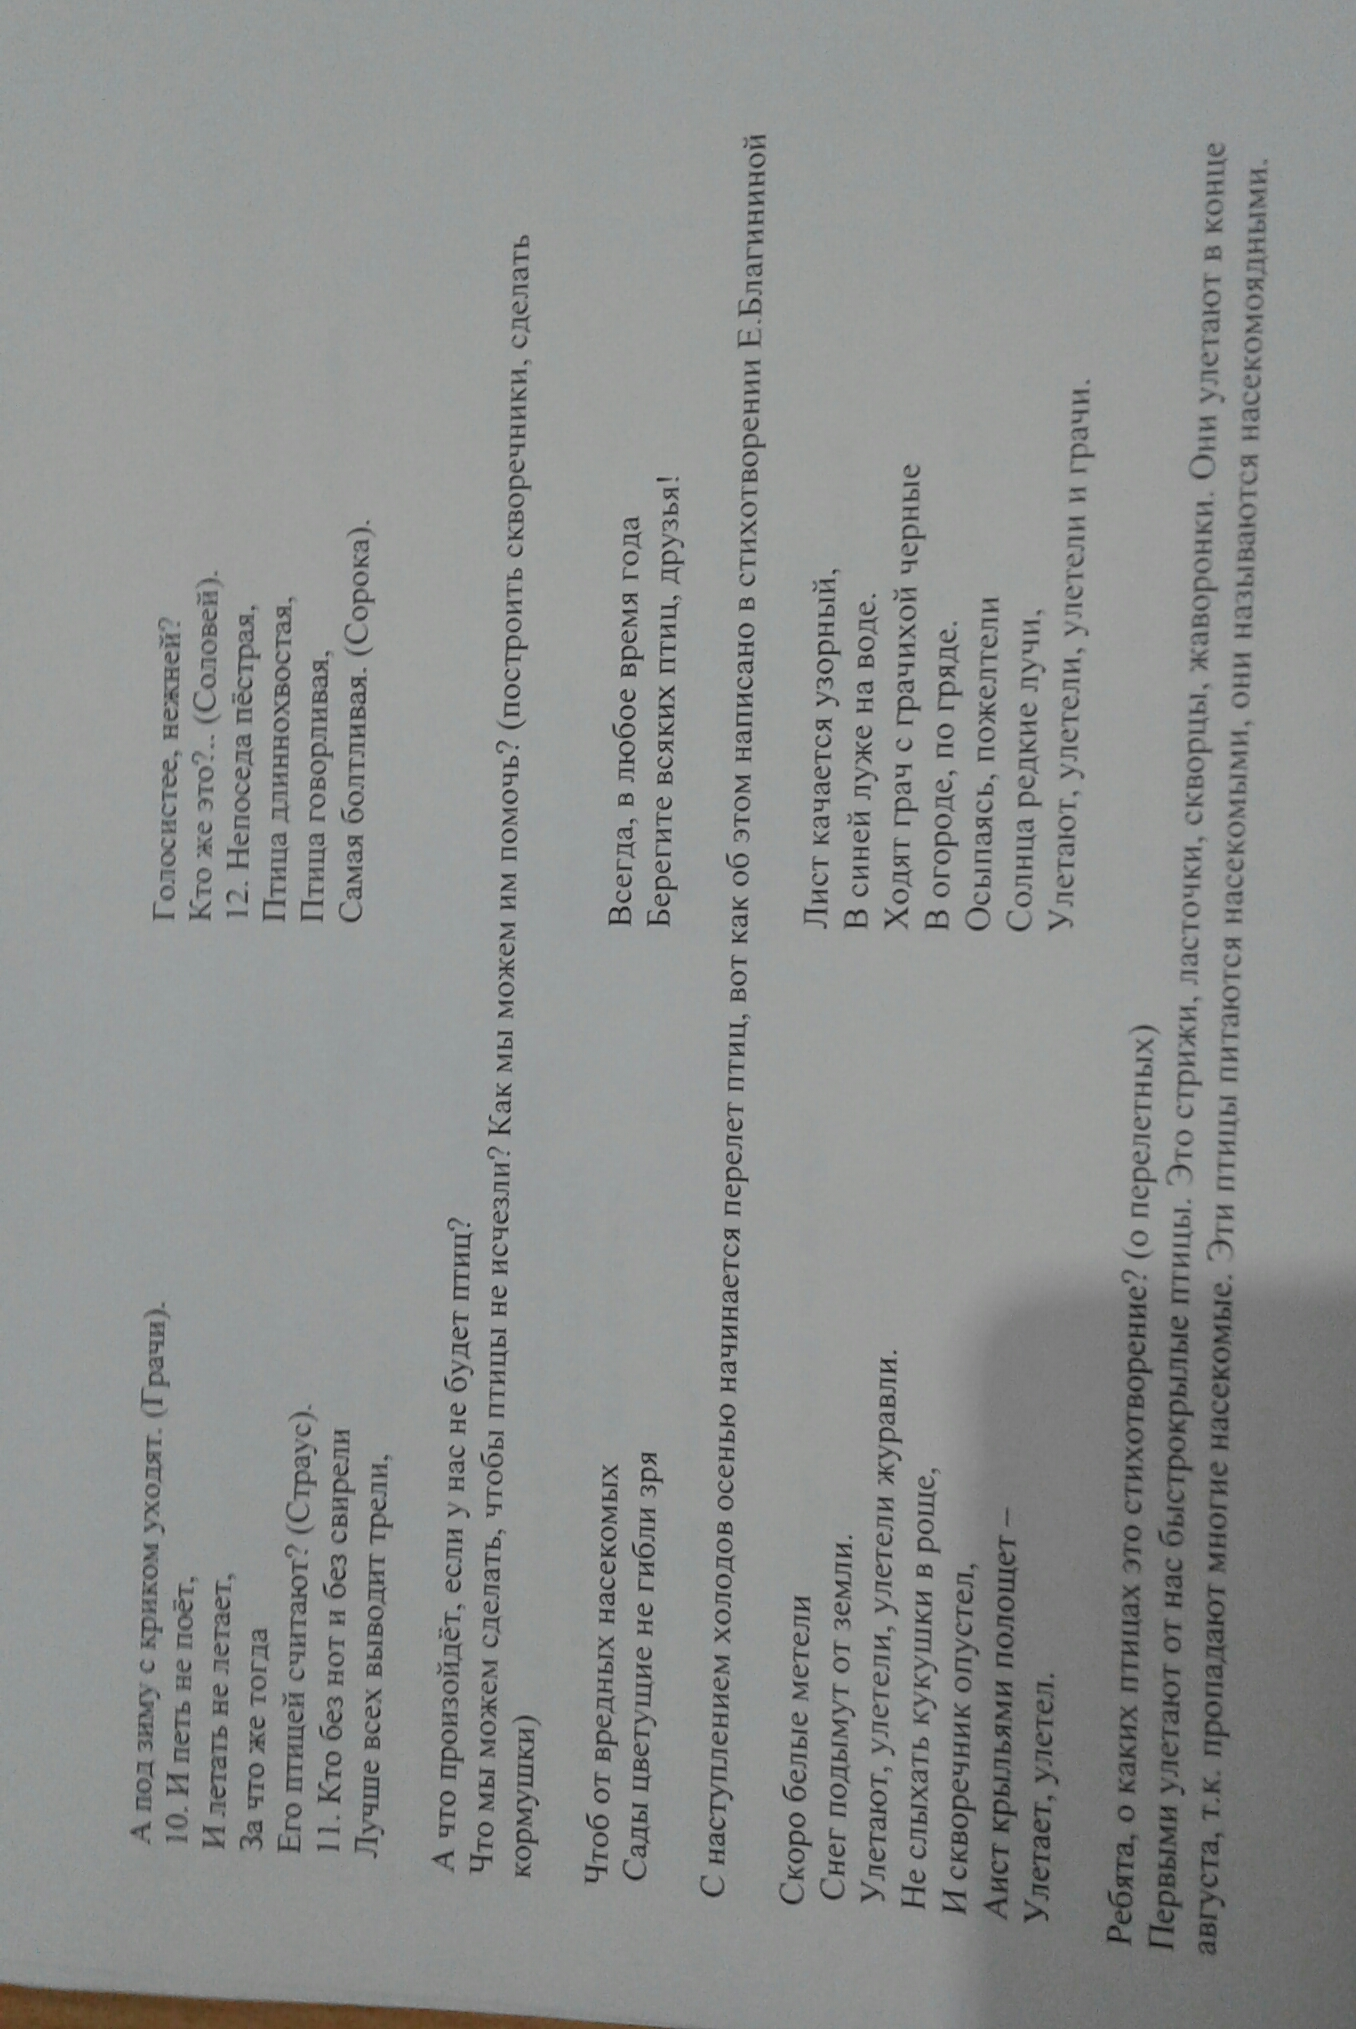 А под зиму с криком уходят. (Грачи).
10. И петь не поёт,
И летать не летает,
За что же тогда
Его птицей считают? (Страус).
11. Кто без нот и без свирели
Лучше всех выводит трели,
Голосистее, нежней?
Кто же это?.. (Соловей).
12. Непоседа пёстрая,
Птица длиннохвостая,
Птица говорливая,
Самая болтливая. (Сорока).
А что произойдёт, если у нас не будет птиц?
Что мы можем сделать, чтобы птицы не исчезли? Как мы можем им помочь? (построить скворечники, сделать
кормушки)
Чтоб от вредных насекомых
Сады цветущие не гибли зря
Всегда, в любое время года
Берегите всяких птиц, друзья!
С наступлением холодов осенью начинается перелет птиц, вот как об этом написано в стихотворении Е.Благининой
Скоро белые метели
Снег подымут от земли.
Улетают, улетели, улетели журавли.
Не слыхать кукушки в роще,
И скворечник опустел,
Аист крыльями полощет –
Улетает, улетел.
Лист качается узорный,
В синей луже на воде.
Ходят грач с грачихой черные
В огороде, по гряде.
Осыпаясь, пожелтели
Солнца редкие лучи,
Улетают, улетели, улетели и грачи.
Ребята, о каких птицах это стихотворение? (о перелетных)
Первыми улетают от нас быстрокрылые птицы. Это стрижи, ласточки, скворцы, жаворонки. Они улетают в конце
августа, т.к. пропадают многие насекомые. Эти птицы питаются насекомыми, они называются насекомоядными.